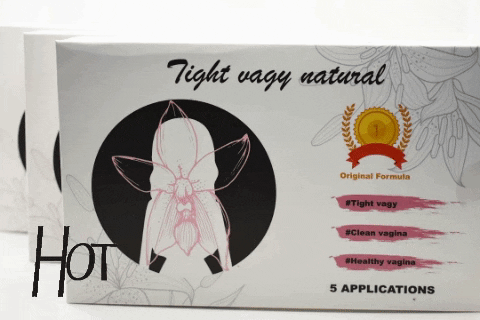 Tight vagy natural
1
Original Formula
#Tight vagy
#Clean vagina
#Healthy vagina
5 APPLICATIONS
HOT